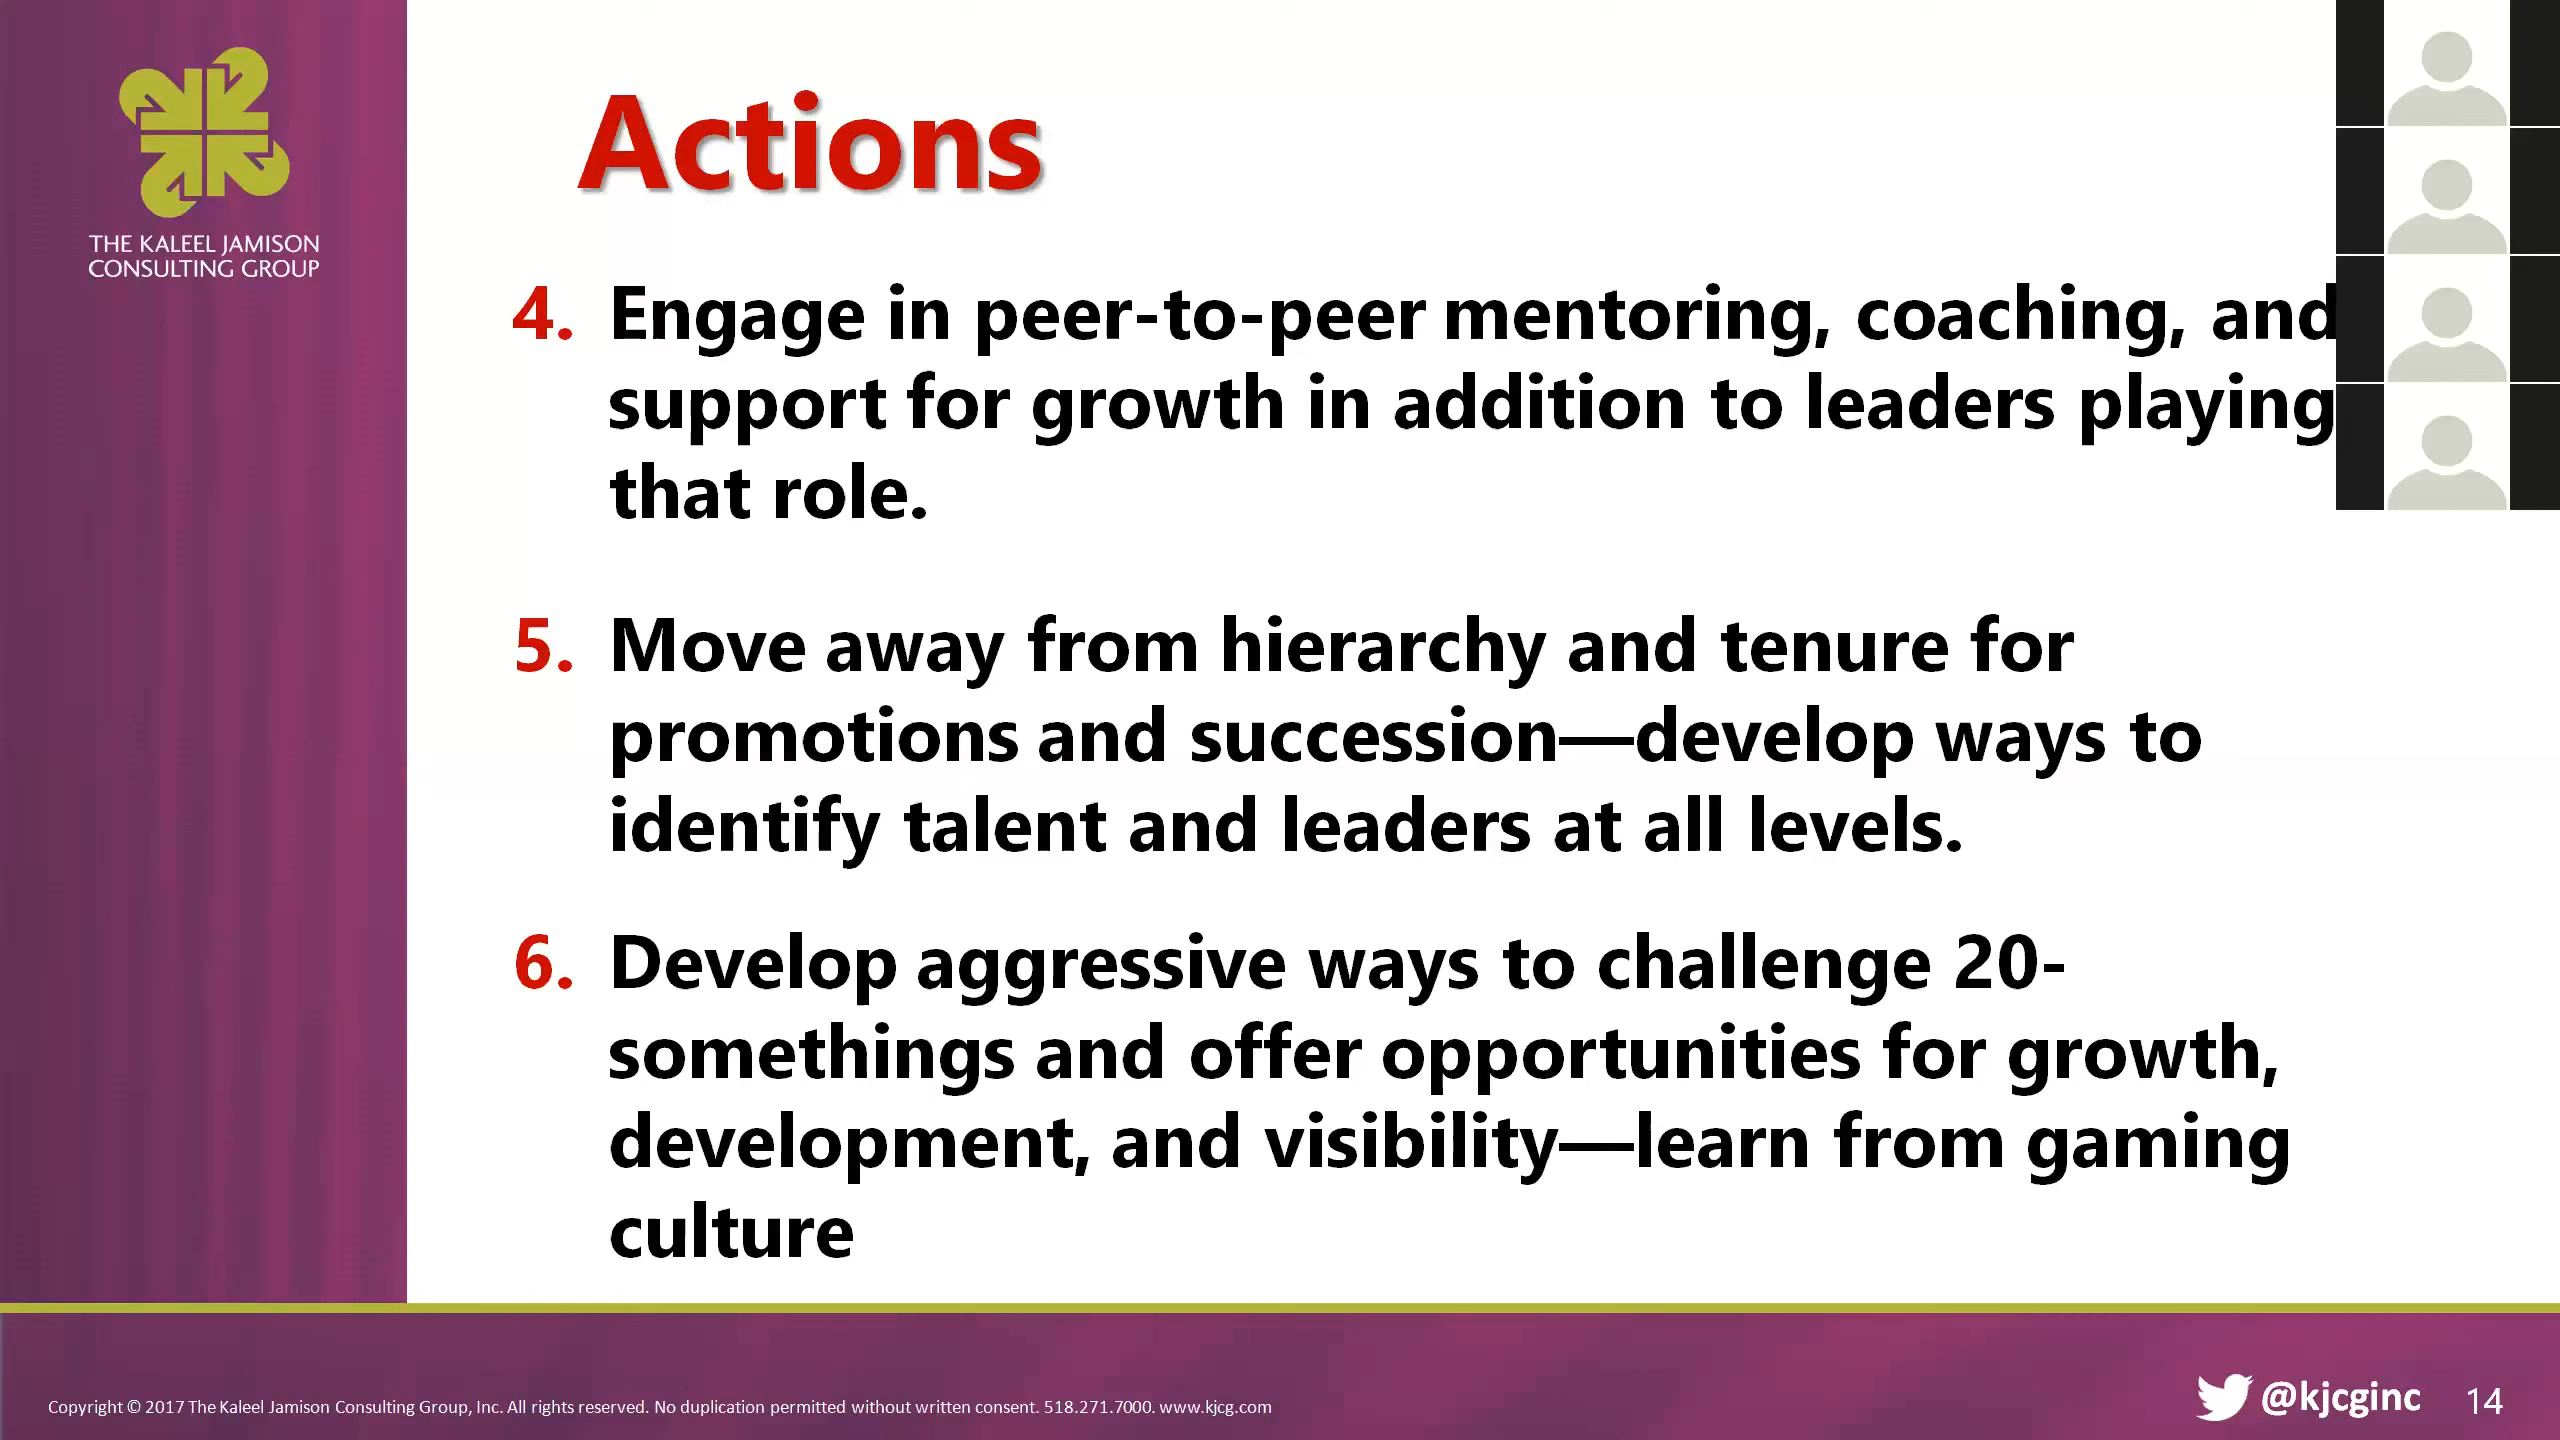 THE KALEEL JAMISON
CONSULTING GROUP
Actions
4. Engage in peer-to-peer mentoring, coaching, and
support for growth in addition to leaders playing
that role.
5. Move away from hierarchy and tenure for
promotions and succession—develop ways to
identify talent and leaders at all levels.
6. Develop aggressive ways to challenge 20-
somethings and offer opportunities for growth,
development, and visibility—learn from gaming
culture
Copyright © 2017 The Kaleel Jamison Consulting Group, Inc. All rights reserved. No duplication permitted without written consent. 518.271.7000. www.kjcg.com
@kjcginc 14